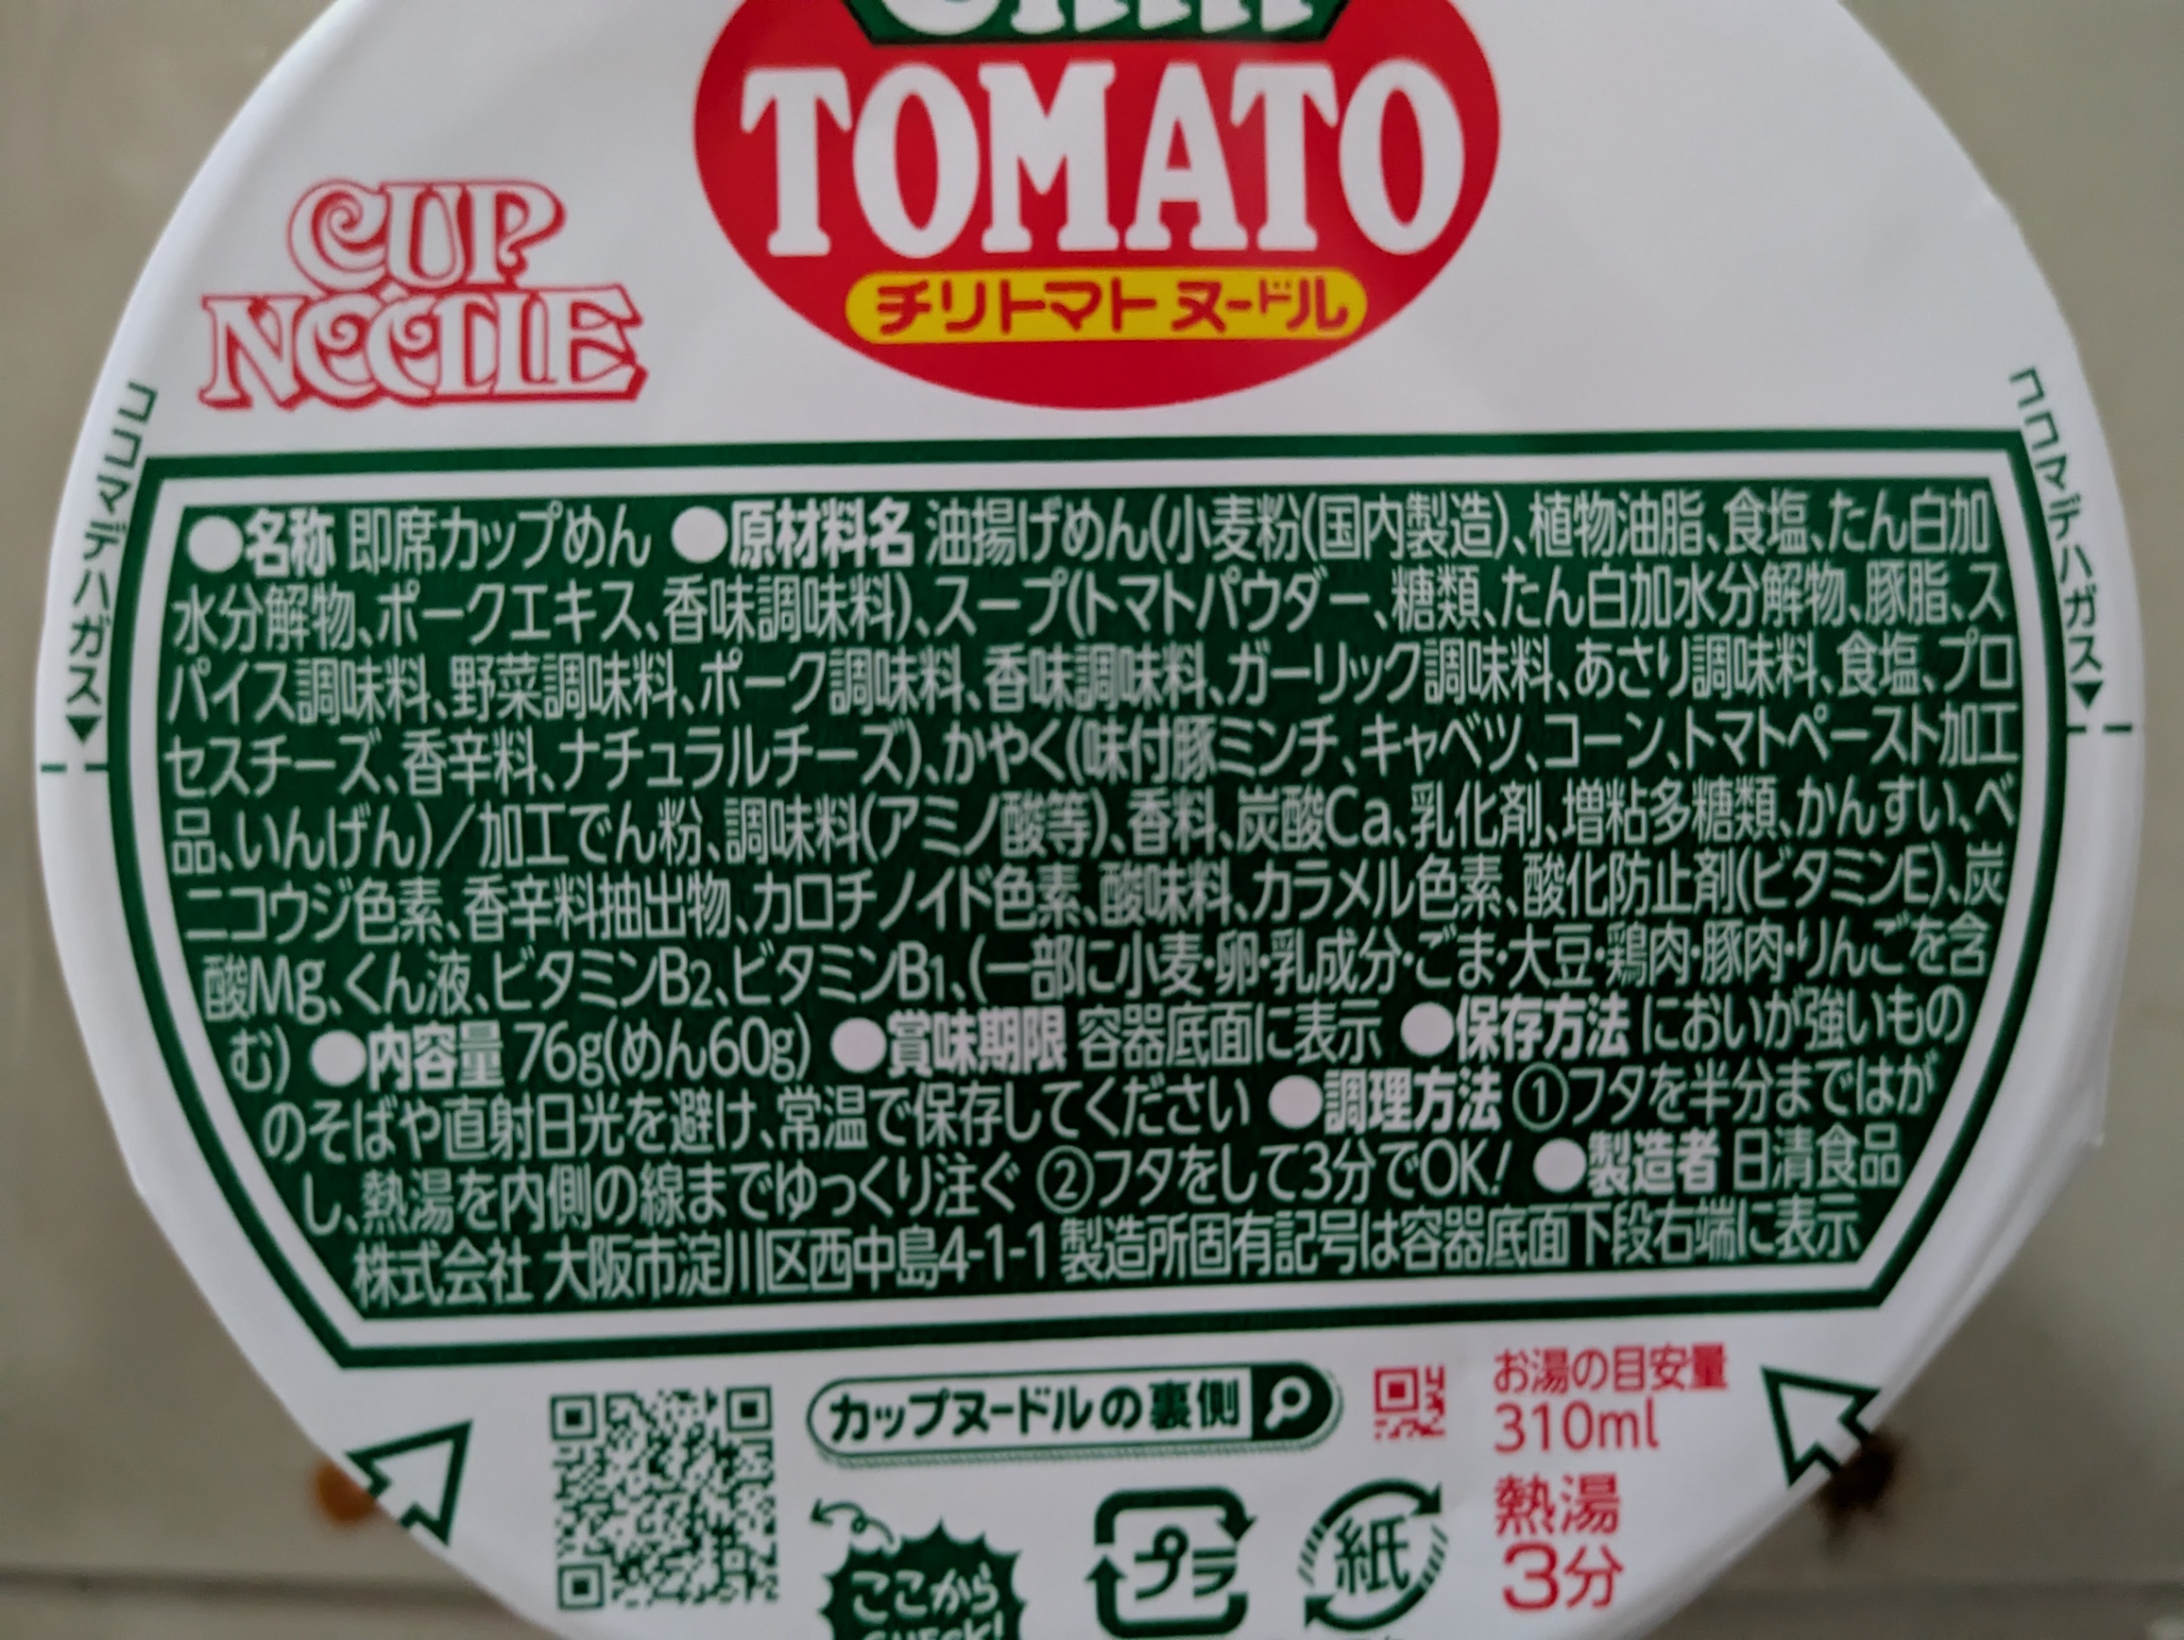 TOMATO
チリトマト ヌードル
CUP
NOODLE
ココマデハガス▼
ココマデハガス▼
●名称 即席カップめん ●原材料名 油揚げめん(小麦粉(国内製造)、植物油脂、食塩、たん白加
水分解物、ポークエキス、香味調味料)、スープ(トマトパウダー、糖類、たん白加水分解物、豚脂、ス
パイス調味料、野菜調味料、ポーク調味料、香味調味料、ガーリック調味料、あさり調味料、食塩、プロ
セスチーズ、香辛料、ナチュラルチーズ)、かやく(味付豚ミンチ、キャベツ、コーン、トマトペースト加工
品、いんげん)/加工でん粉、調味料(アミノ酸等)、香料、炭酸Ca、乳化剤、増粘多糖類、かんすい、ベ
ニコウジ色素、香辛料抽出物、カロチノイド色素、酸味料、カラメル色素、酸化防止剤(ビタミンE)、炭
酸Mg、くん液、ビタミンB2、ビタミンB1、(一部に小麦・卵・乳成分・ごま・大豆・鶏肉・豚肉・りんごを含
む) ●内容量 76g(めん60g) ●賞味期限 容器底面に表示 ●保存方法 においが強いもの
のそばや直射日光を避け、常温で保存してください ●調理方法 ①フタを半分まではが
し、熱湯を内側の線までゆっくり注ぐ ②フタをして3分でOK! ●製造者 日清食品
株式会社 大阪市淀川区西中島4-1-1 製造所固有記号は容器底面下段右端に表示
カップヌードルの裏側
お湯の目安量
310ml
熱湯
3分
プラ
紙
ここから